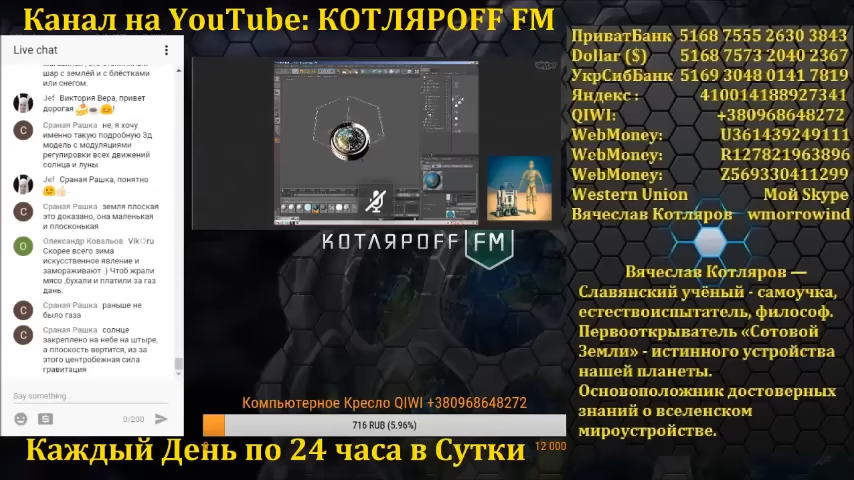 Канал на YouTube: КОТЛЯРОFF FM
Live chat
шар с землёй и с блёстками
или снегом.
Jef Виктория Вера, привет
дорогая
Сраная Рашка не, я хочу
именно такую подробную 3д
модель с модуляциями
регулировки всех движений
солнца и луны
Jef Сраная Рашка, понятно
Сраная Рашка земля плоская
это доказано, она маленькая
и плосконькая
Олександр Ковальов
Скорее всего зима
искусственное явление и
замораживают :) Чтоб жрали
мясо ,бухали и платили за газ
дань.
Сраная Рашка раньше не
было газа
Сраная Рашка солнце
закреплено на небе на штыре,
а плоскость вертится, из за
этого центробежная сила
гравитация
Say something...
0/200
КОТЛЯРОFF FM
Компьютерное Кресло QIWI +380968648272
716 RUB (5.96%)
0
12 000
Каждый День по 24 часа в Сутки
ПриватБанк 5168 7555 2630 3843
Dollar ($) 5168 7573 2040 2367
УкрСибБанк 5169 3048 0141 7819
Яндекс : 410014188927341
QIWI: +380968648272
WebMoney: U361439249111
WebMoney: R127821963896
WebMoney: Z569330411299
Western Union Мой Skype
Вячеслав Котляров wmorrowind
Вячеслав Котляров —
Славянский учёный - самоучка,
естествоиспытатель, философ.
Первооткрыватель «Сотовой
Земли» - истинного устройства
нашей планеты.
Основоположник достоверных
знаний о вселенском
мироустройстве.